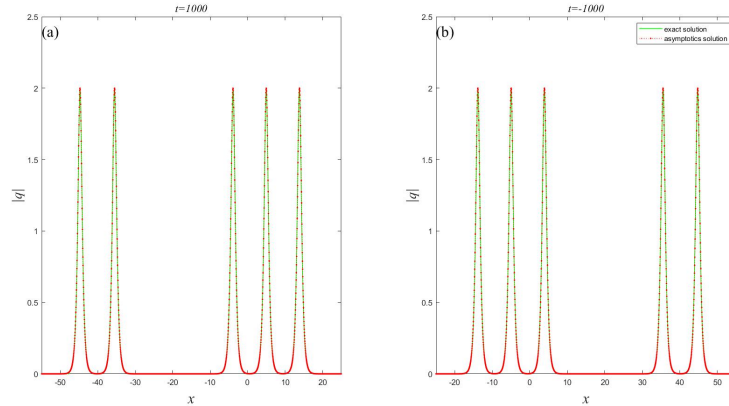 t=1000
(a)
2.5
2
1.5
1
0.5
0
|q|
-50 -40 -30 -20 -10 0 10 20
x
t=-1000
(b)
exact solution
asymptotics solution
2.5
2
1.5
1
0.5
0
|q|
-20 -10 0 10 20 30 40 50
x